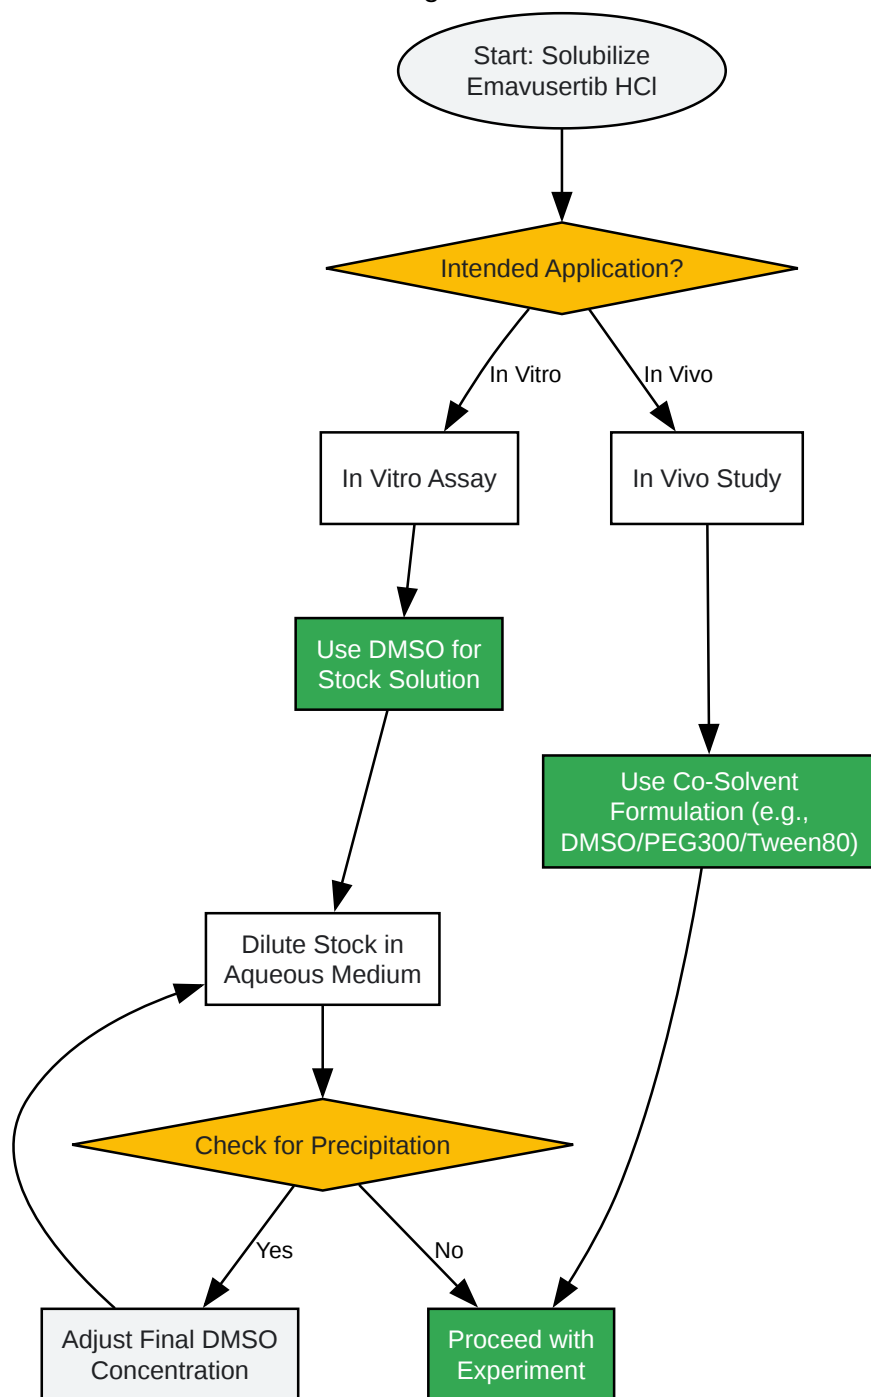 Start: Solubilize
Emavusertib HCl
Intended Application?
In Vitro
In Vivo
In Vitro Assay
In Vivo Study
Use DMSO for
Stock Solution
Use Co-Solvent
Formulation (e.g.,
DMSO/PEG300/Tween80)
Dilute Stock in
Aqueous Medium
Check for Precipitation
Yes
No
Adjust Final DMSO
Concentration
Proceed with
Experiment